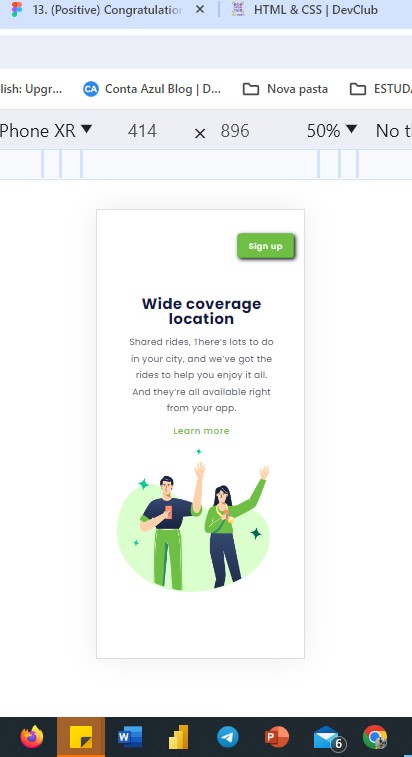 13. (Positive) Congratulation
HTML & CSS | DevClub
lish: Upgr...
CA
Conta Azul Blog | D...
Nova pasta
ESTUDA
Phone XR
414
×
896
50%
No t
Sign up
Wide coverage
location
Shared rides, There's lots to do
in your city, and we've got the
rides to help you enjoy it all.
And they're all available right
from your app.
Learn more
W
P
6